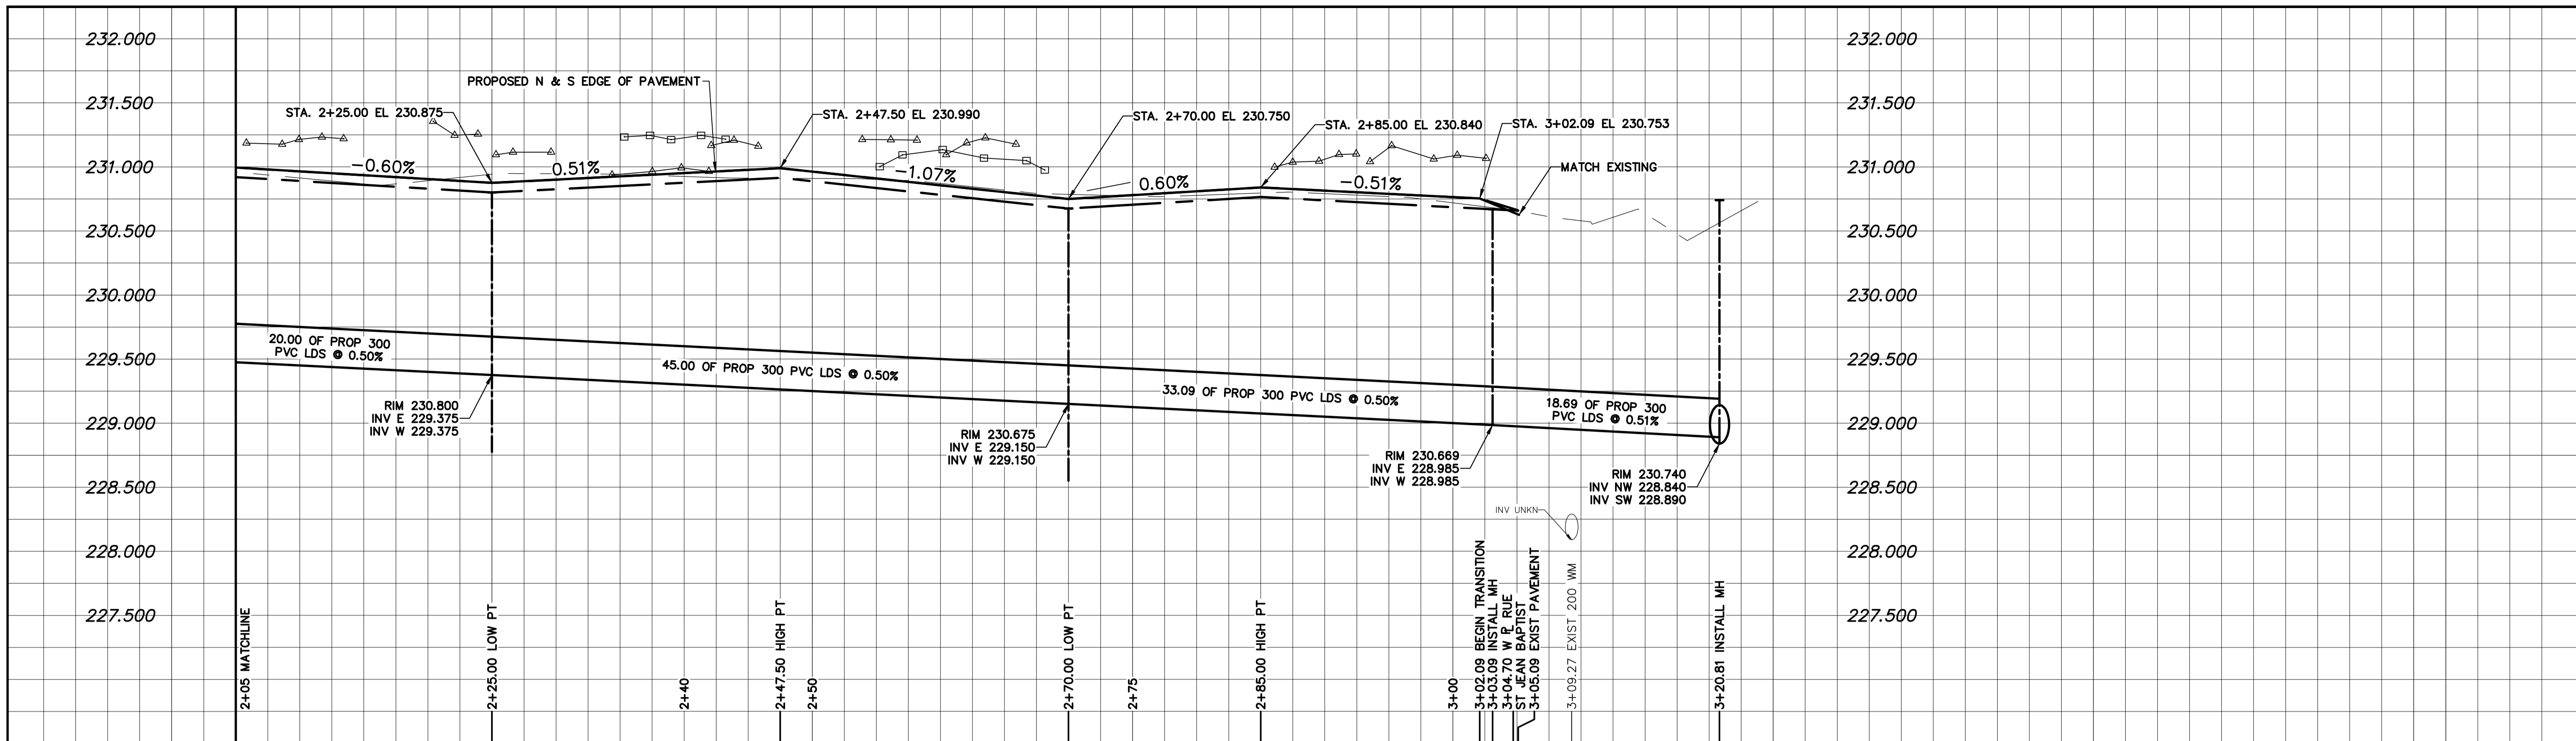 232.000
231.500
231.000
230.500
230.000
229.500
229.000
228.500
228.000
227.500
PROPOSED N & S EDGE OF PAVEMENT
STA. 2+25.00 EL 230.875
STA. 2+47.50 EL 230.990
STA. 2+70.00 EL 230.750
STA. 2+85.00 EL 230.840
STA. 3+02.09 EL 230.753
MATCH EXISTING
-0.60%
0.51%
-1.07%
0.60%
-0.51%
20.00 OF PROP 300
PVC LDS @ 0.50%
45.00 OF PROP 300 PVC LDS @ 0.50%
33.09 OF PROP 300 PVC LDS @ 0.50%
18.69 OF PROP 300
PVC LDS @ 0.51%
RIM 230.800
INV E 229.375
INV W 229.375
RIM 230.675
INV E 229.150
INV W 229.150
RIM 230.669
INV E 228.985
INV W 228.985
RIM 230.740
INV NW 228.840
INV SW 228.890
INV UNKN
2+05 MATCHLINE
2+25.00 LOW PT
2+40
2+47.50 HIGH PT
2+50
2+70.00 LOW PT
2+75
2+85.00 HIGH PT
3+00
3+02.09 BEGIN TRANSITION
3+03.09 INSTALL MH
3+04.70 W PL RUE
ST JEAN BAPTIST
3+05.09 EXIST PAVEMENT
3+09.27 EXIST 200 WM
3+20.81 INSTALL MH
232.000
231.500
231.000
230.500
230.000
229.500
229.000
228.500
228.000
227.500